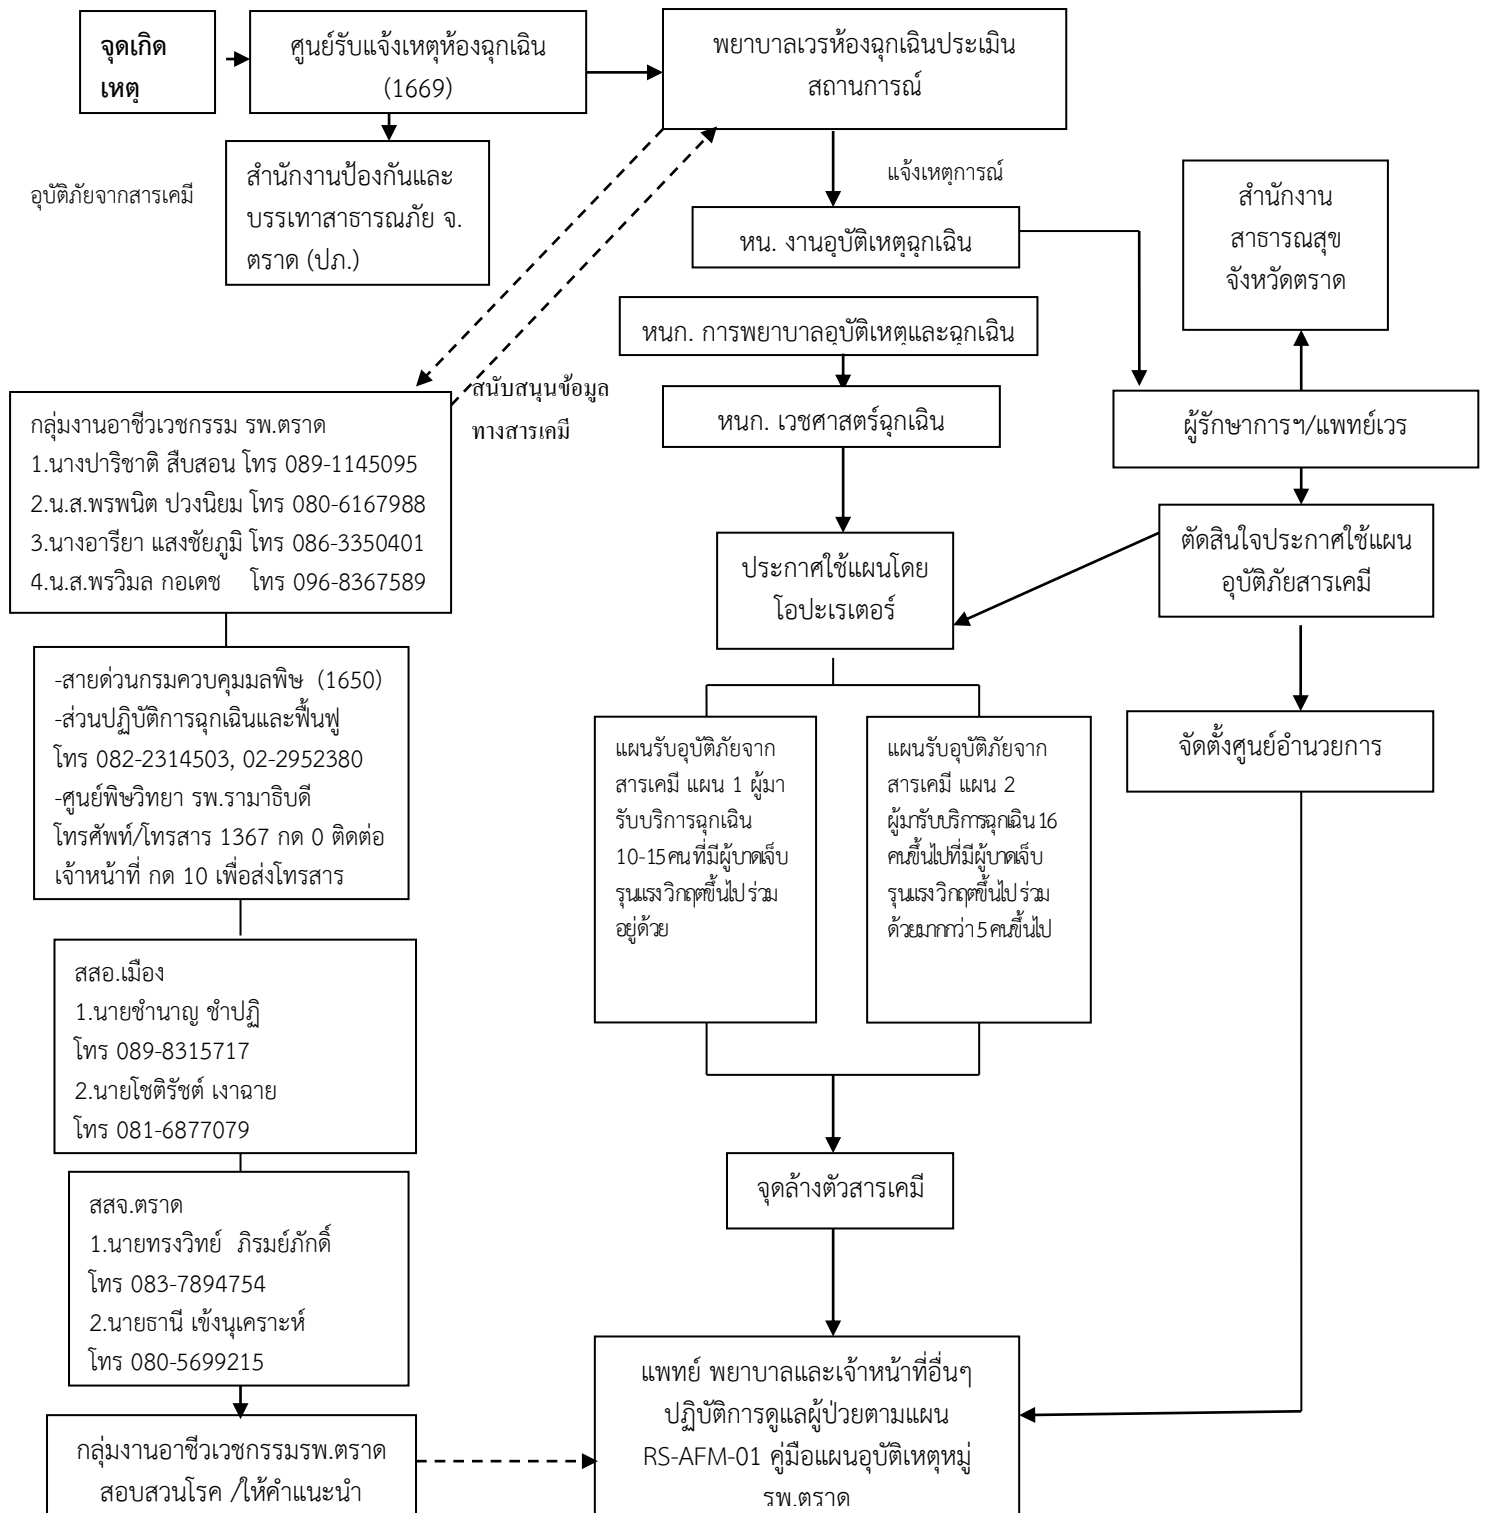 จุดเกิด
เหตุ
ศูนย์รับแจ้งเหตุห้องฉุกเฉิน
(1669)
พยาบาลเวรห้องฉุกเฉินประเมิน
สถานการณ์
อุบัติภัยจากสารเคมี
สำนักงานป้องกันและ
บรรเทาสาธารณภัย จ.
ตราด (ปภ.)
แจ้งเหตุการณ์
หน. งานอุบัติเหตุฉุกเฉิน
สำนักงาน
สาธารณสุข
จังหวัดตราด
หนก. การพยาบาลอุบัติเหตุและฉุกเฉิน
สนับสนุนข้อมูล
ทางสารเคมี
หนก. เวชศาสตร์ฉุกเฉิน
ผู้รักษาการฯ/แพทย์เวร
กลุ่มงานอาชีวเวชกรรม รพ.ตราด
1.นางปาริชาติ สืบสอน โทร 089-1145095
2.น.ส.พรพนิต ปวงนิยม โทร 080-6167988
3.นางอารียา แสงชัยภูมิ โทร 086-3350401
4.น.ส.พรวิมล กอเดช โทร 096-8367589
ประกาศใช้แผนโดย
โอปะเรเตอร์
ตัดสินใจประกาศใช้แผน
อุบัติภัยสารเคมี
-สายด่วนกรมควบคุมมลพิษ (1650)
-ส่วนปฏิบัติการฉุกเฉินและฟื้นฟู
โทร 082-2314503, 02-2952380
-ศูนย์พิษวิทยา รพ.รามาธิบดี
โทรศัพท์/โทรสาร 1367 กด 0 ติดต่อ
เจ้าหน้าที่ กด 10 เพื่อส่งโทรสาร
แผนรับอุบัติภัยจาก
สารเคมี แผน 1 ผู้มา
รับบริการฉุกเฉิน
10-15 คน ที่มีผู้บาดเจ็บ
รุนแรง วิกฤตขึ้นไป ร่วม
อยู่ด้วย
แผนรับอุบัติภัยจาก
สารเคมี แผน 2
ผู้มารับบริการฉุกเฉิน 16
คนขึ้นไปที่มีผู้บาดเจ็บ
รุนแรง วิกฤตขึ้นไป ร่วม
ด้วยมากกว่า 5 คนขึ้นไป
จัดตั้งศูนย์อำนวยการ
สสอ.เมือง
1.นายชำนาญ ชำปฏิ
โทร 089-8315717
2.นายโชติรัชต์ เงาฉาย
โทร 081-6877079
จุดล้างตัวสารเคมี
สสจ.ตราด
1.นายทรงวิทย์ ภิรมย์ภักดิ์
โทร 083-7894754
2.นายธานี เข้งนุเคราะห์
โทร 080-5699215
แพทย์ พยาบาลและเจ้าหน้าที่อื่นๆ
ปฏิบัติการดูแลผู้ป่วยตามแผน
RS-AFM-01 คู่มือแผนอุบัติเหตุหมู่
รพ.ตราด
กลุ่มงานอาชีวเวชกรรมรพ.ตราด
สอบสวนโรค /ให้คำแนะนำ